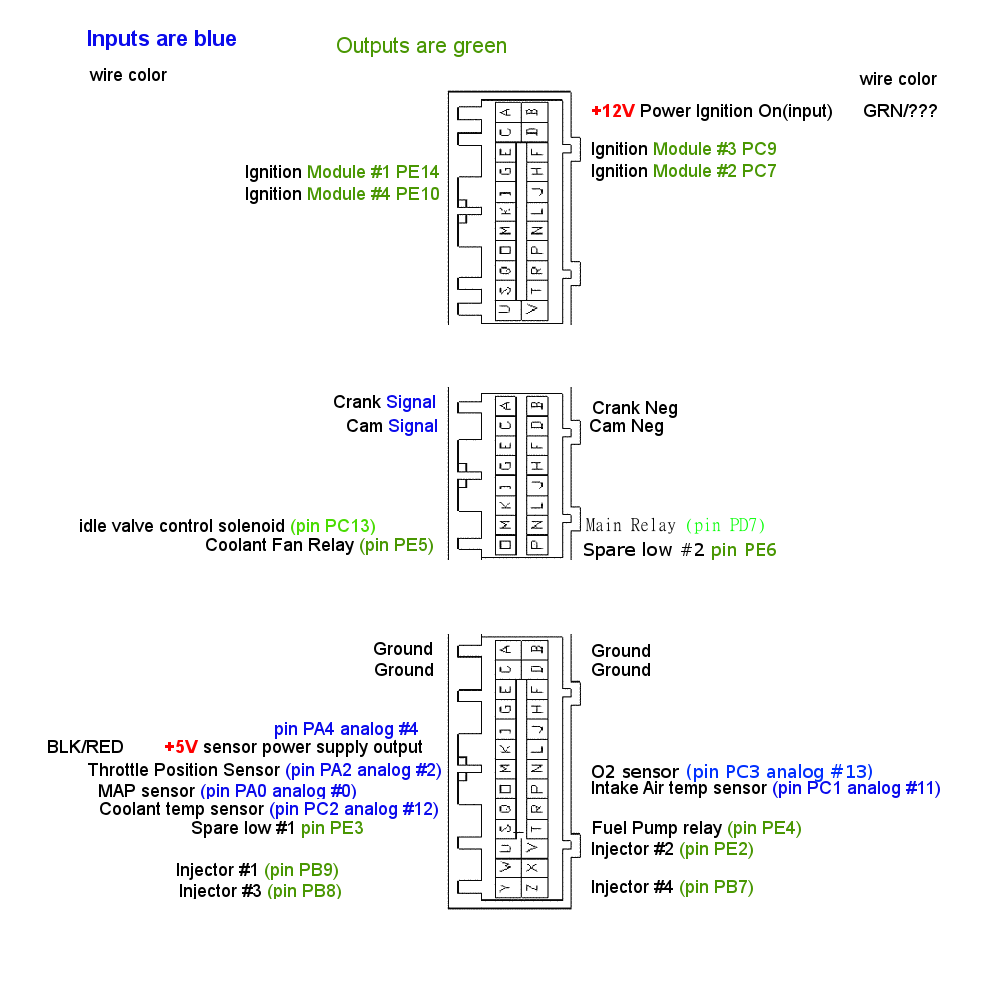 Inputs are blue
Outputs are green
wire color
wire color
+12V Power Ignition On(input) GRN/???
Ignition Module #3 PC9
Ignition Module #1 PE14
Ignition Module #2 PC7
Ignition Module #4 PE10
A B
C D
E F
G H
I J
K L
M N
O P
Q R
S T
U V
Crank Signal
Crank Neg
Cam Signal
Cam Neg
A B
C D
E F
G H
I J
K L
M N
O P
idle valve control solenoid (pin PC13)
Main Relay (pin PD7)
Coolant Fan Relay (pin PE5)
Spare low #2 pin PE6
Ground
Ground
Ground
Ground
A B
C D
E F
G H
I J
K L
M N
O P
Q R
S T
U V
W X
Y Z
pin PA4 analog #4
BLK/RED +5V sensor power supply output
Throttle Position Sensor (pin PA2 analog #2)
O2 sensor (pin PC3 analog #13)
MAP sensor (pin PA0 analog #0)
Intake Air temp sensor (pin PC1 analog #11)
Coolant temp sensor (pin PC2 analog #12)
Spare low #1 pin PE3
Fuel Pump relay (pin PE4)
Injector #2 (pin PE2)
Injector #1 (pin PB9)
Injector #3 (pin PB8)
Injector #4 (pin PB7)